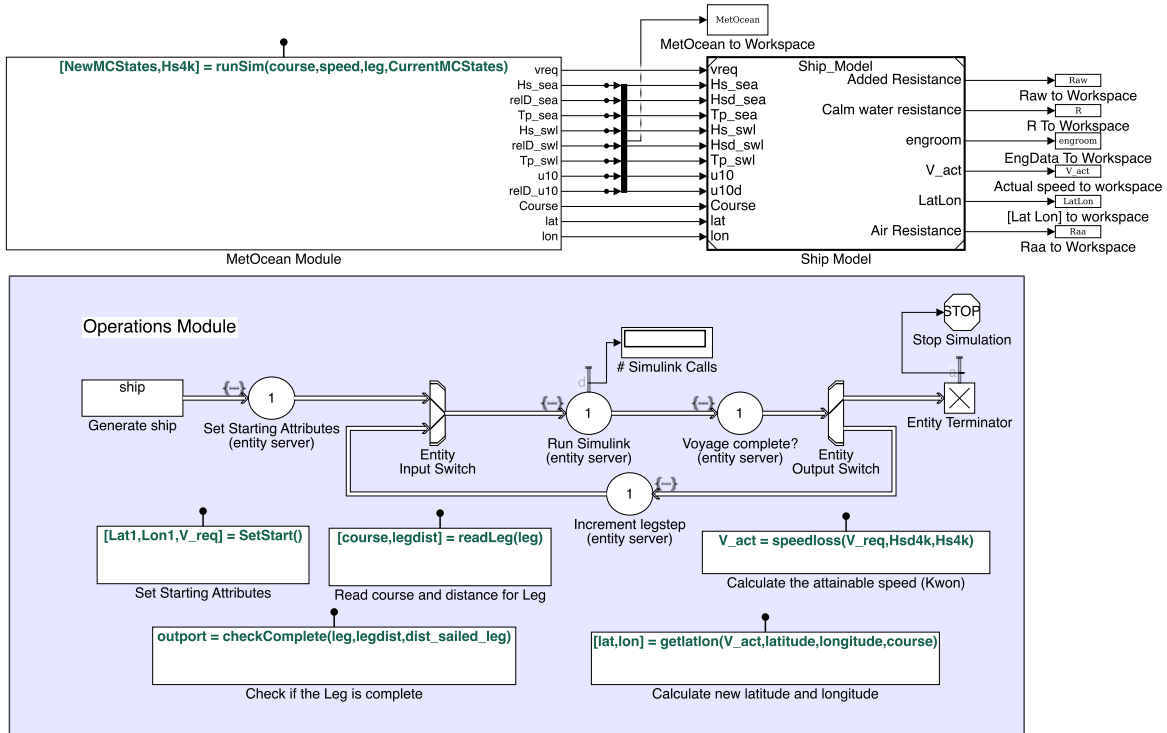 MetOcean
MetOcean to Workspace
[NewMCStates,Hs4k] = runSim(course,speed,leg,CurrentMCStates)
vreq
Hs_sea
relD_sea
Tp_sea
Hs_swl
relD_swl
Tp_swl
u10
relD_u10
Course
lat
lon
MetOcean Module
Ship_Model
vreq
Hs_sea
Hsd_sea
Tp_sea
Hs_swl
Hsd_swl
Tp_swl
u10
u10d
Course
lat
lon
Added Resistance
Calm water resistance
engroom
V_act
LatLon
Air Resistance
Ship Model
Raw
Raw to Workspace
R
R To Workspace
engroom
EngData To Workspace
V_act
Actual speed to workspace
LatLon
[Lat Lon] to workspace
Raa
Raa to Workspace
Operations Module
STOP
Stop Simulation
# Simulink Calls
d
a
ship
Generate ship
{...}
1
Set Starting Attributes
(entity server)
Entity
Input Switch
{...}
1
Run Simulink
(entity server)
{...}
1
Voyage complete?
(entity server)
Entity
Output Switch
Entity Terminator
{...}
1
Increment legstep
(entity server)
[Lat1,Lon1,V_req] = SetStart()
Set Starting Attributes
[course,legdist] = readLeg(leg)
Read course and distance for Leg
V_act = speedloss(V_req,Hsd4k,Hs4k)
Calculate the attainable speed (Kwon)
outport = checkComplete(leg,legdist,dist_sailed_leg)
Check if the Leg is complete
[lat,lon] = getlatlon(V_act,latitude,longitude,course)
Calculate new latitude and longitude